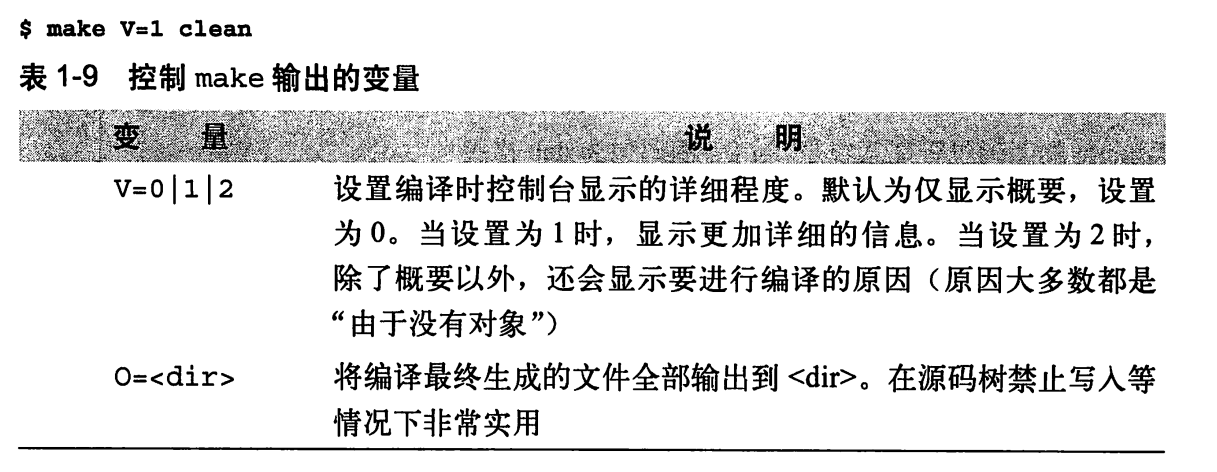 $ make V=1 clean
表 1-9 控制 make 输出的变量
变 量 说 明
V=0|1|2 设置编译时控制台显示的详细程度。默认为仅显示概要，设置
为 0。当设置为 1 时，显示更加详细的信息。当设置为 2 时，
除了概要以外，还会显示要进行编译的原因（原因大多数都是
“由于没有对象”）
O=<dir> 将编译最终生成的文件全部输出到 <dir>。在源码树禁止写入等
情况下非常实用